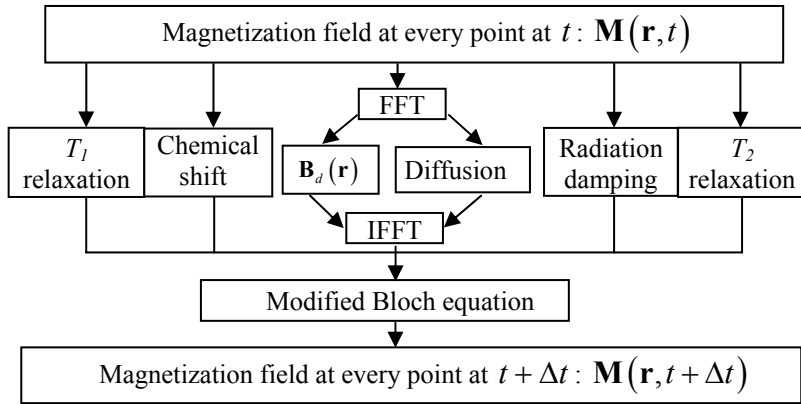 Magnetization field at every point at t : M(r, t)
FFT
T1 relaxation
Chemical shift
Bd(r)
Diffusion
Radiation damping
T2 relaxation
IFFT
Modified Bloch equation
Magnetization field at every point at t + Δt : M(r, t + Δt)